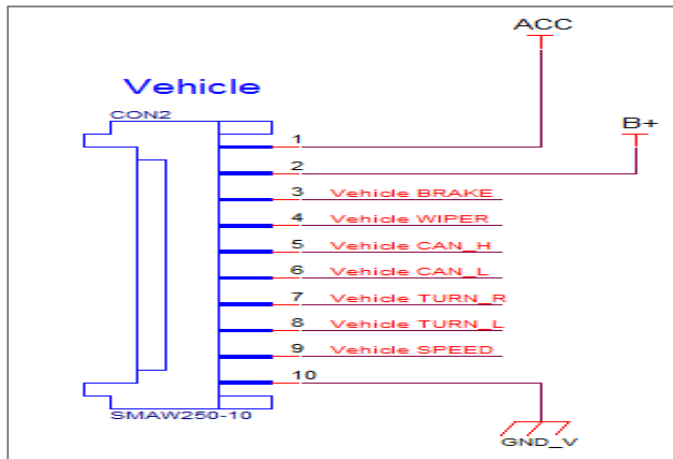 ACC
Vehicle
B+
CON2
1
2
3 Vehicle BRAKE
4 Vehicle WIPER
5 Vehicle CAN_H
6 Vehicle CAN_L
7 Vehicle TURN_R
8 Vehicle TURN_L
9 Vehicle SPEED
10
SMAW250-10
GND_V